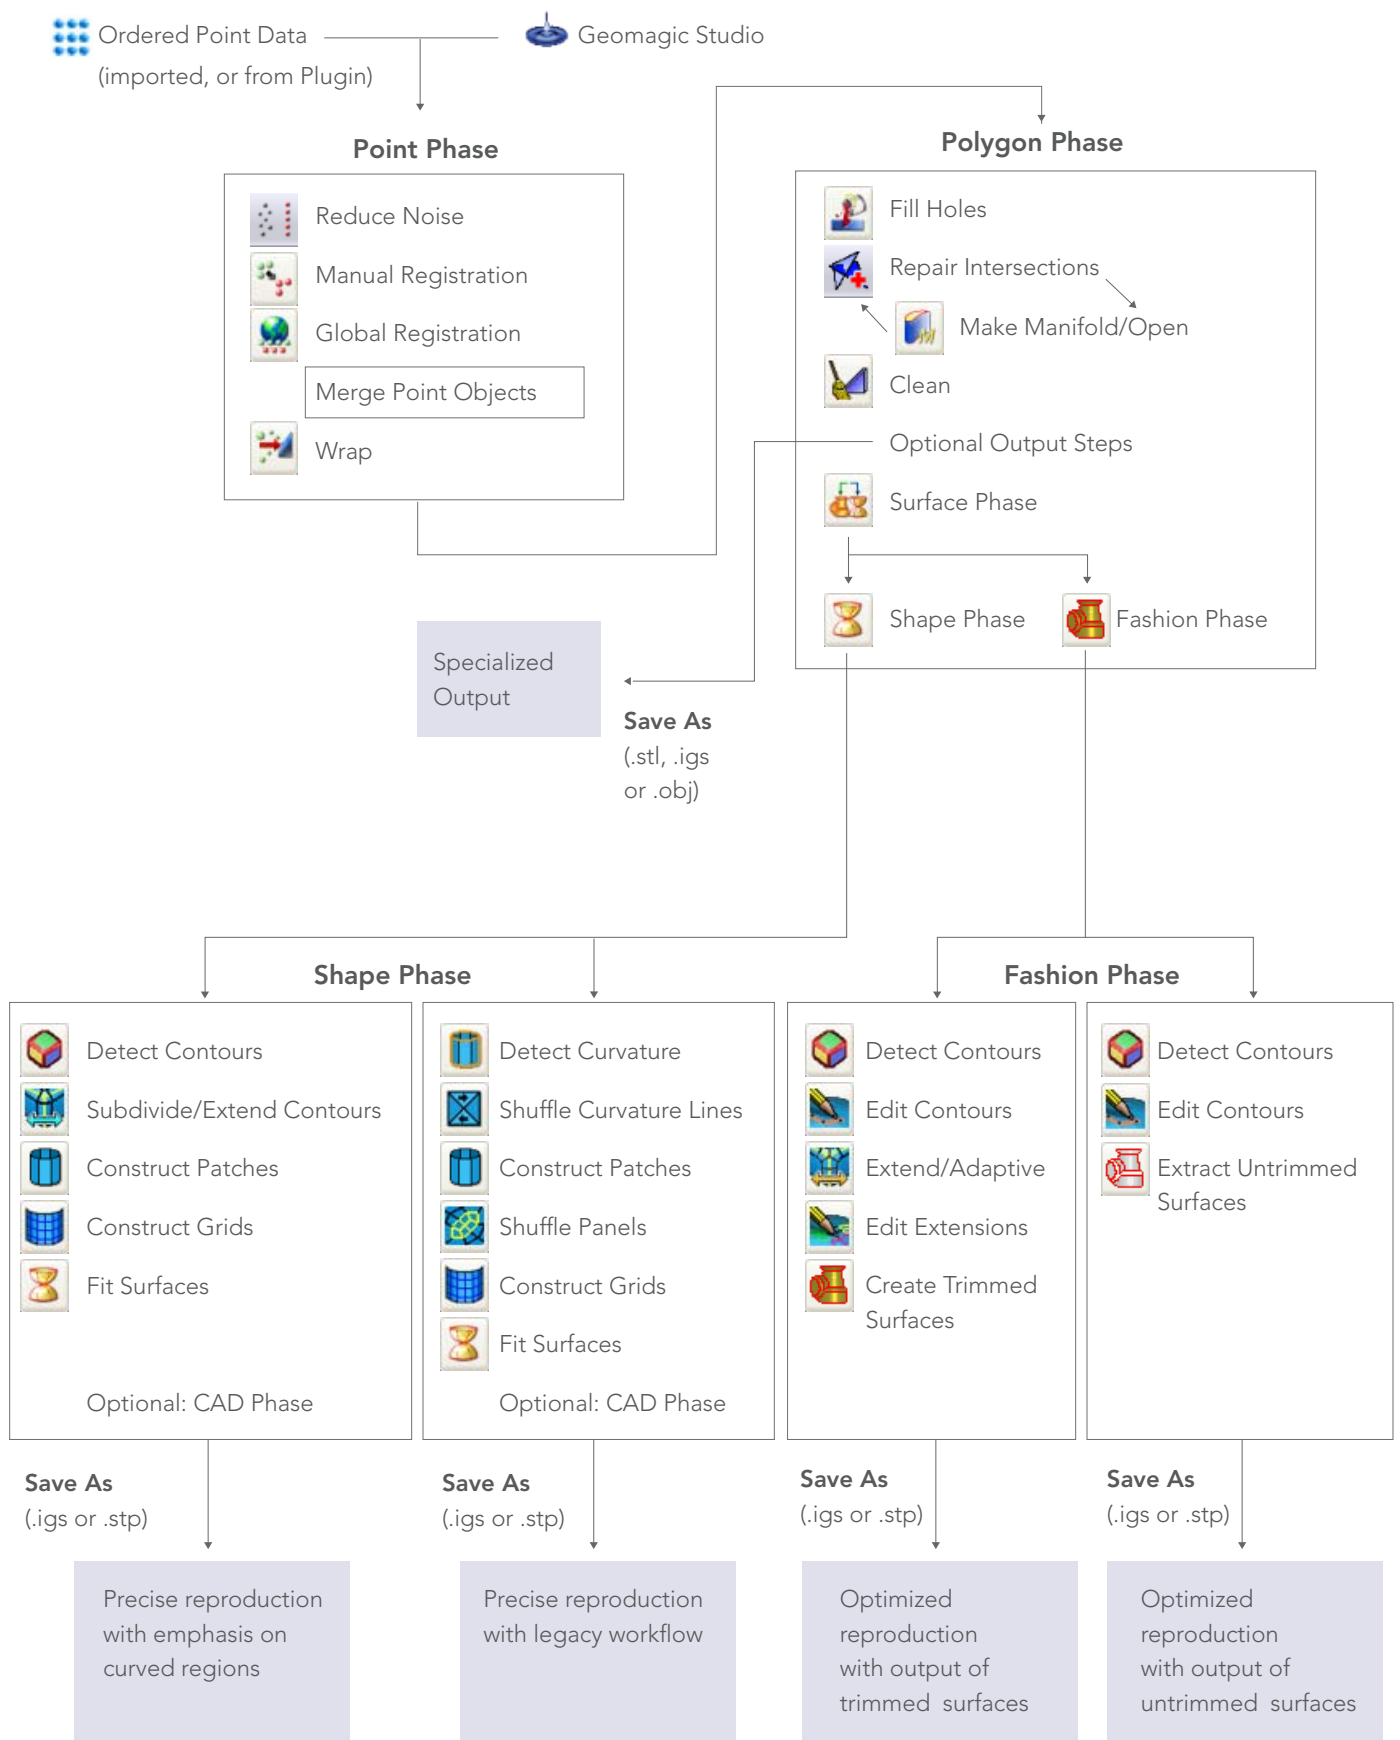 Ordered Point Data
(imported, or from Plugin)
Geomagic Studio
Point Phase
Reduce Noise
Manual Registration
Global Registration
Merge Point Objects
Wrap
Polygon Phase
Fill Holes
Repair Intersections
Make Manifold/Open
Clean
Optional Output Steps
Surface Phase
Shape Phase
Fashion Phase
Specialized
Output
Save As
(.stl, .igs
or .obj)
Shape Phase
Detect Contours
Subdivide/Extend Contours
Construct Patches
Construct Grids
Fit Surfaces
Optional: CAD Phase
Detect Curvature
Shuffle Curvature Lines
Construct Patches
Shuffle Panels
Construct Grids
Fit Surfaces
Optional: CAD Phase
Fashion Phase
Detect Contours
Edit Contours
Extend/Adaptive
Edit Extensions
Create Trimmed
Surfaces
Detect Contours
Edit Contours
Extract Untrimmed
Surfaces
Save As
(.igs or .stp)
Save As
(.igs or .stp)
Save As
(.igs or .stp)
Save As
(.igs or .stp)
Precise reproduction
with emphasis on
curved regions
Precise reproduction
with legacy workflow
Optimized
reproduction
with output of
trimmed surfaces
Optimized
reproduction
with output of
untrimmed surfaces